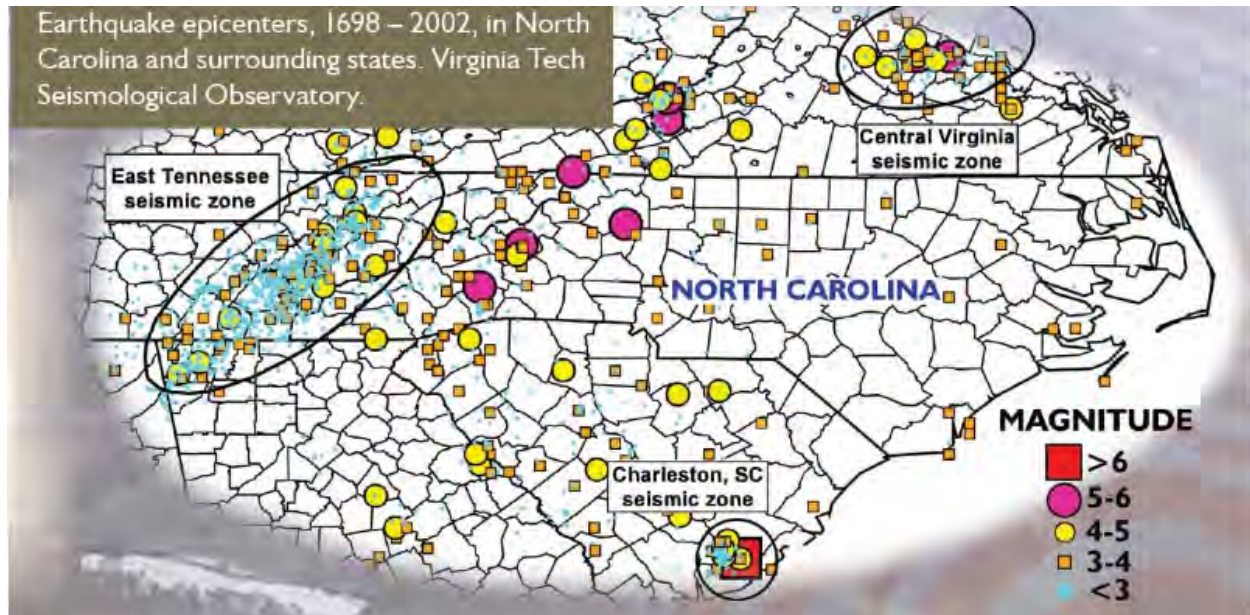 Earthquake epicenters, 1698 – 2002, in North
Carolina and surrounding states. Virginia Tech
Seismological Observatory.
Central Virginia
seismic zone
East Tennessee
seismic zone
NORTH CAROLINA
Charleston, SC
seismic zone
MAGNITUDE
>6
5-6
4-5
3-4
<3